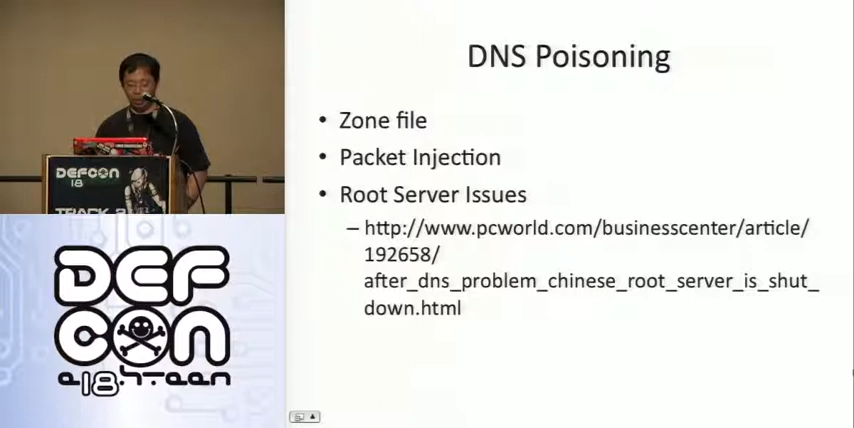 DNS Poisoning
• Zone file
• Packet Injection
• Root Server Issues
– http://www.pcworld.com/businesscenter/article/
192658/
after_dns_problem_chinese_root_server_is_shut_
down.html
DEFCON
18
TRACK
DEF
CON